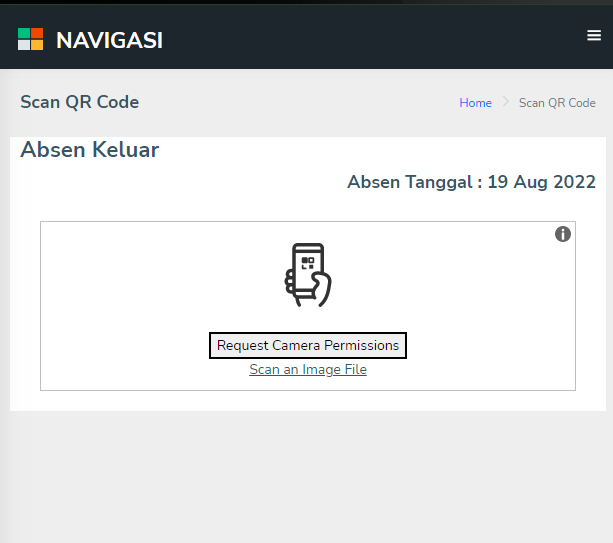 NAVIGASI
Scan QR Code
Home > Scan QR Code
Absen Keluar
Absen Tanggal : 19 Aug 2022
Request Camera Permissions
Scan an Image File